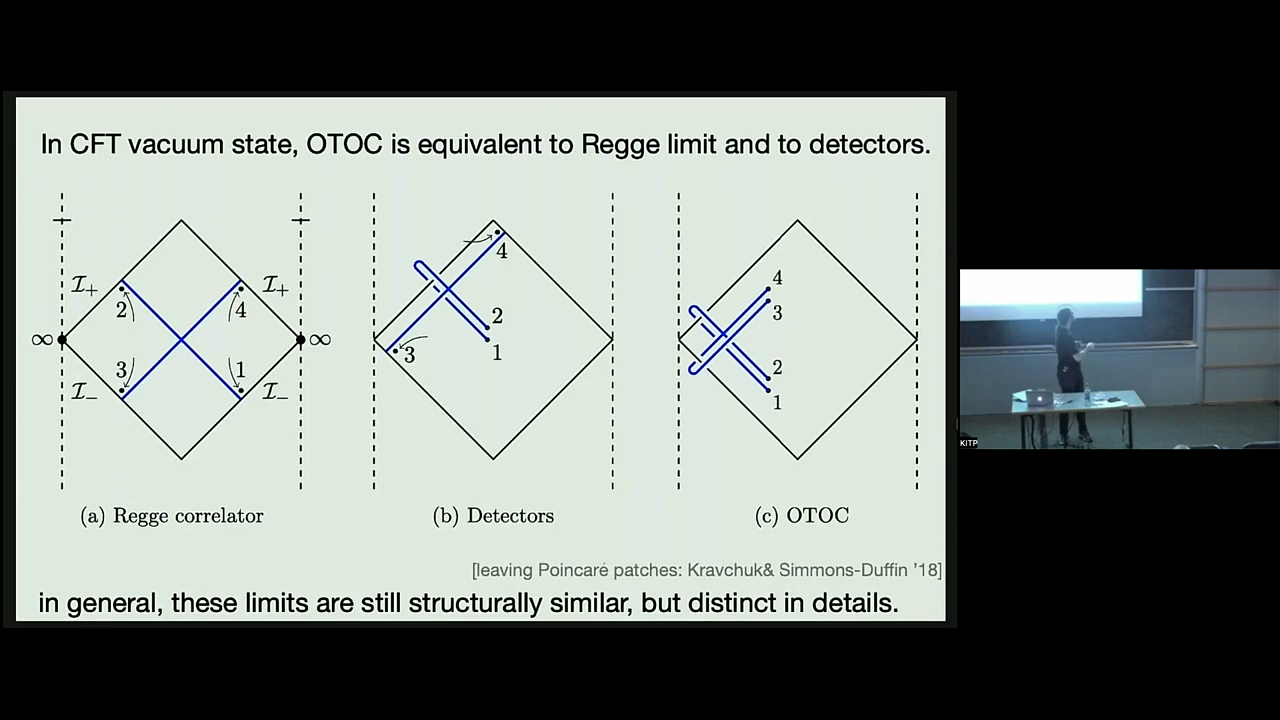 In CFT vacuum state, OTOC is equivalent to Regge limit and to detectors.
ℐ₊ ℐ₊
2 4
∞ ∞
3 1
ℐ₋ ℐ₋
(a) Regge correlator
4
2
3 1
(b) Detectors
4
3
2
1
(c) OTOC
[leaving Poincaré patches: Kravchuk& Simmons-Duffin '18]
in general, these limits are still structurally similar, but distinct in details.
KITP